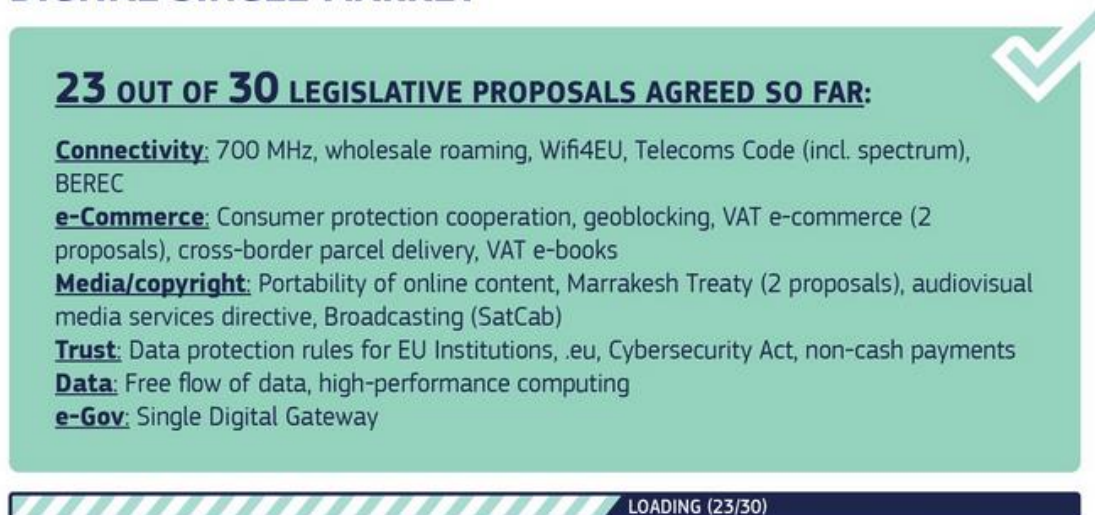 23 OUT OF 30 LEGISLATIVE PROPOSALS AGREED SO FAR:
Connectivity: 700 MHz, wholesale roaming, Wifi4EU, Telecoms Code (incl. spectrum),
BEREC
e-Commerce: Consumer protection cooperation, geoblocking, VAT e-commerce (2
proposals), cross-border parcel delivery, VAT e-books
Media/copyright: Portability of online content, Marrakesh Treaty (2 proposals), audiovisual
media services directive, Broadcasting (SatCab)
Trust: Data protection rules for EU Institutions, .eu, Cybersecurity Act, non-cash payments
Data: Free flow of data, high-performance computing
e-Gov: Single Digital Gateway
LOADING (23/30)